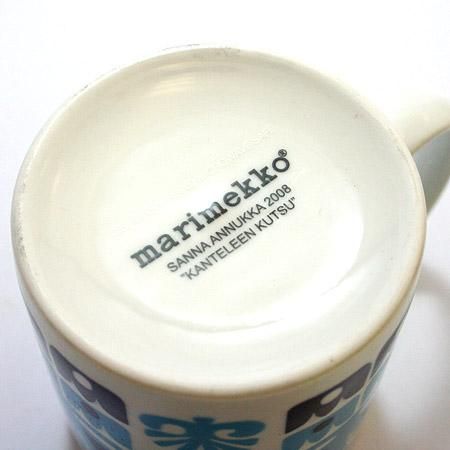 marimekko®
SANNA ANNUKKA 2008
"KANTELEEN KUTSU"